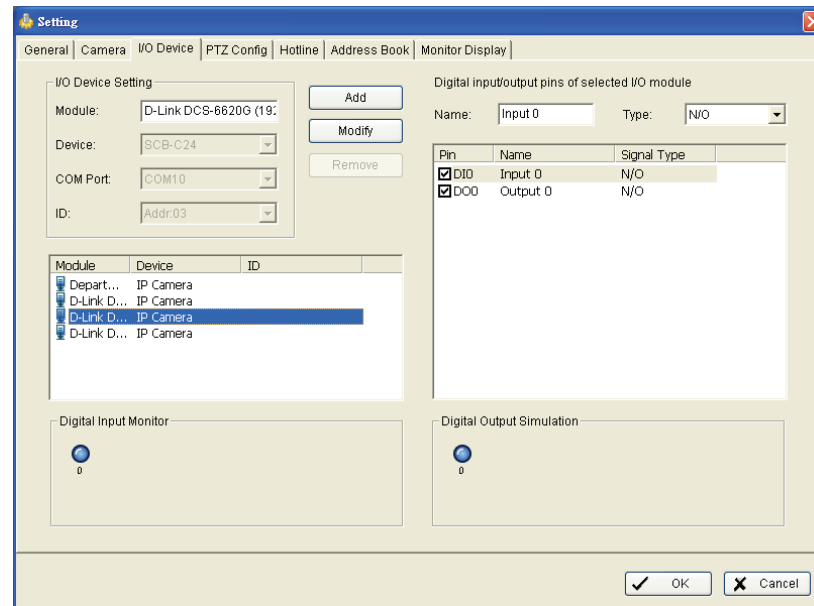 Setting
General Camera I/O Device PTZ Config Hotline Address Book Monitor Display
I/O Device Setting
Module: D-Link DCS-6620G (192
Device: SCB-C24
COM Port: COM10
ID: Addr:03
Add
Modify
Remove
Module Device ID
Depart... IP Camera
D-Link D... IP Camera
D-Link D... IP Camera
D-Link D... IP Camera
Digital input/output pins of selected I/O module
Name: Input 0 Type: N/O
Pin Name Signal Type
DI0 Input 0 N/O
DO0 Output 0 N/O
Digital Input Monitor
0
Digital Output Simulation
0
OK Cancel